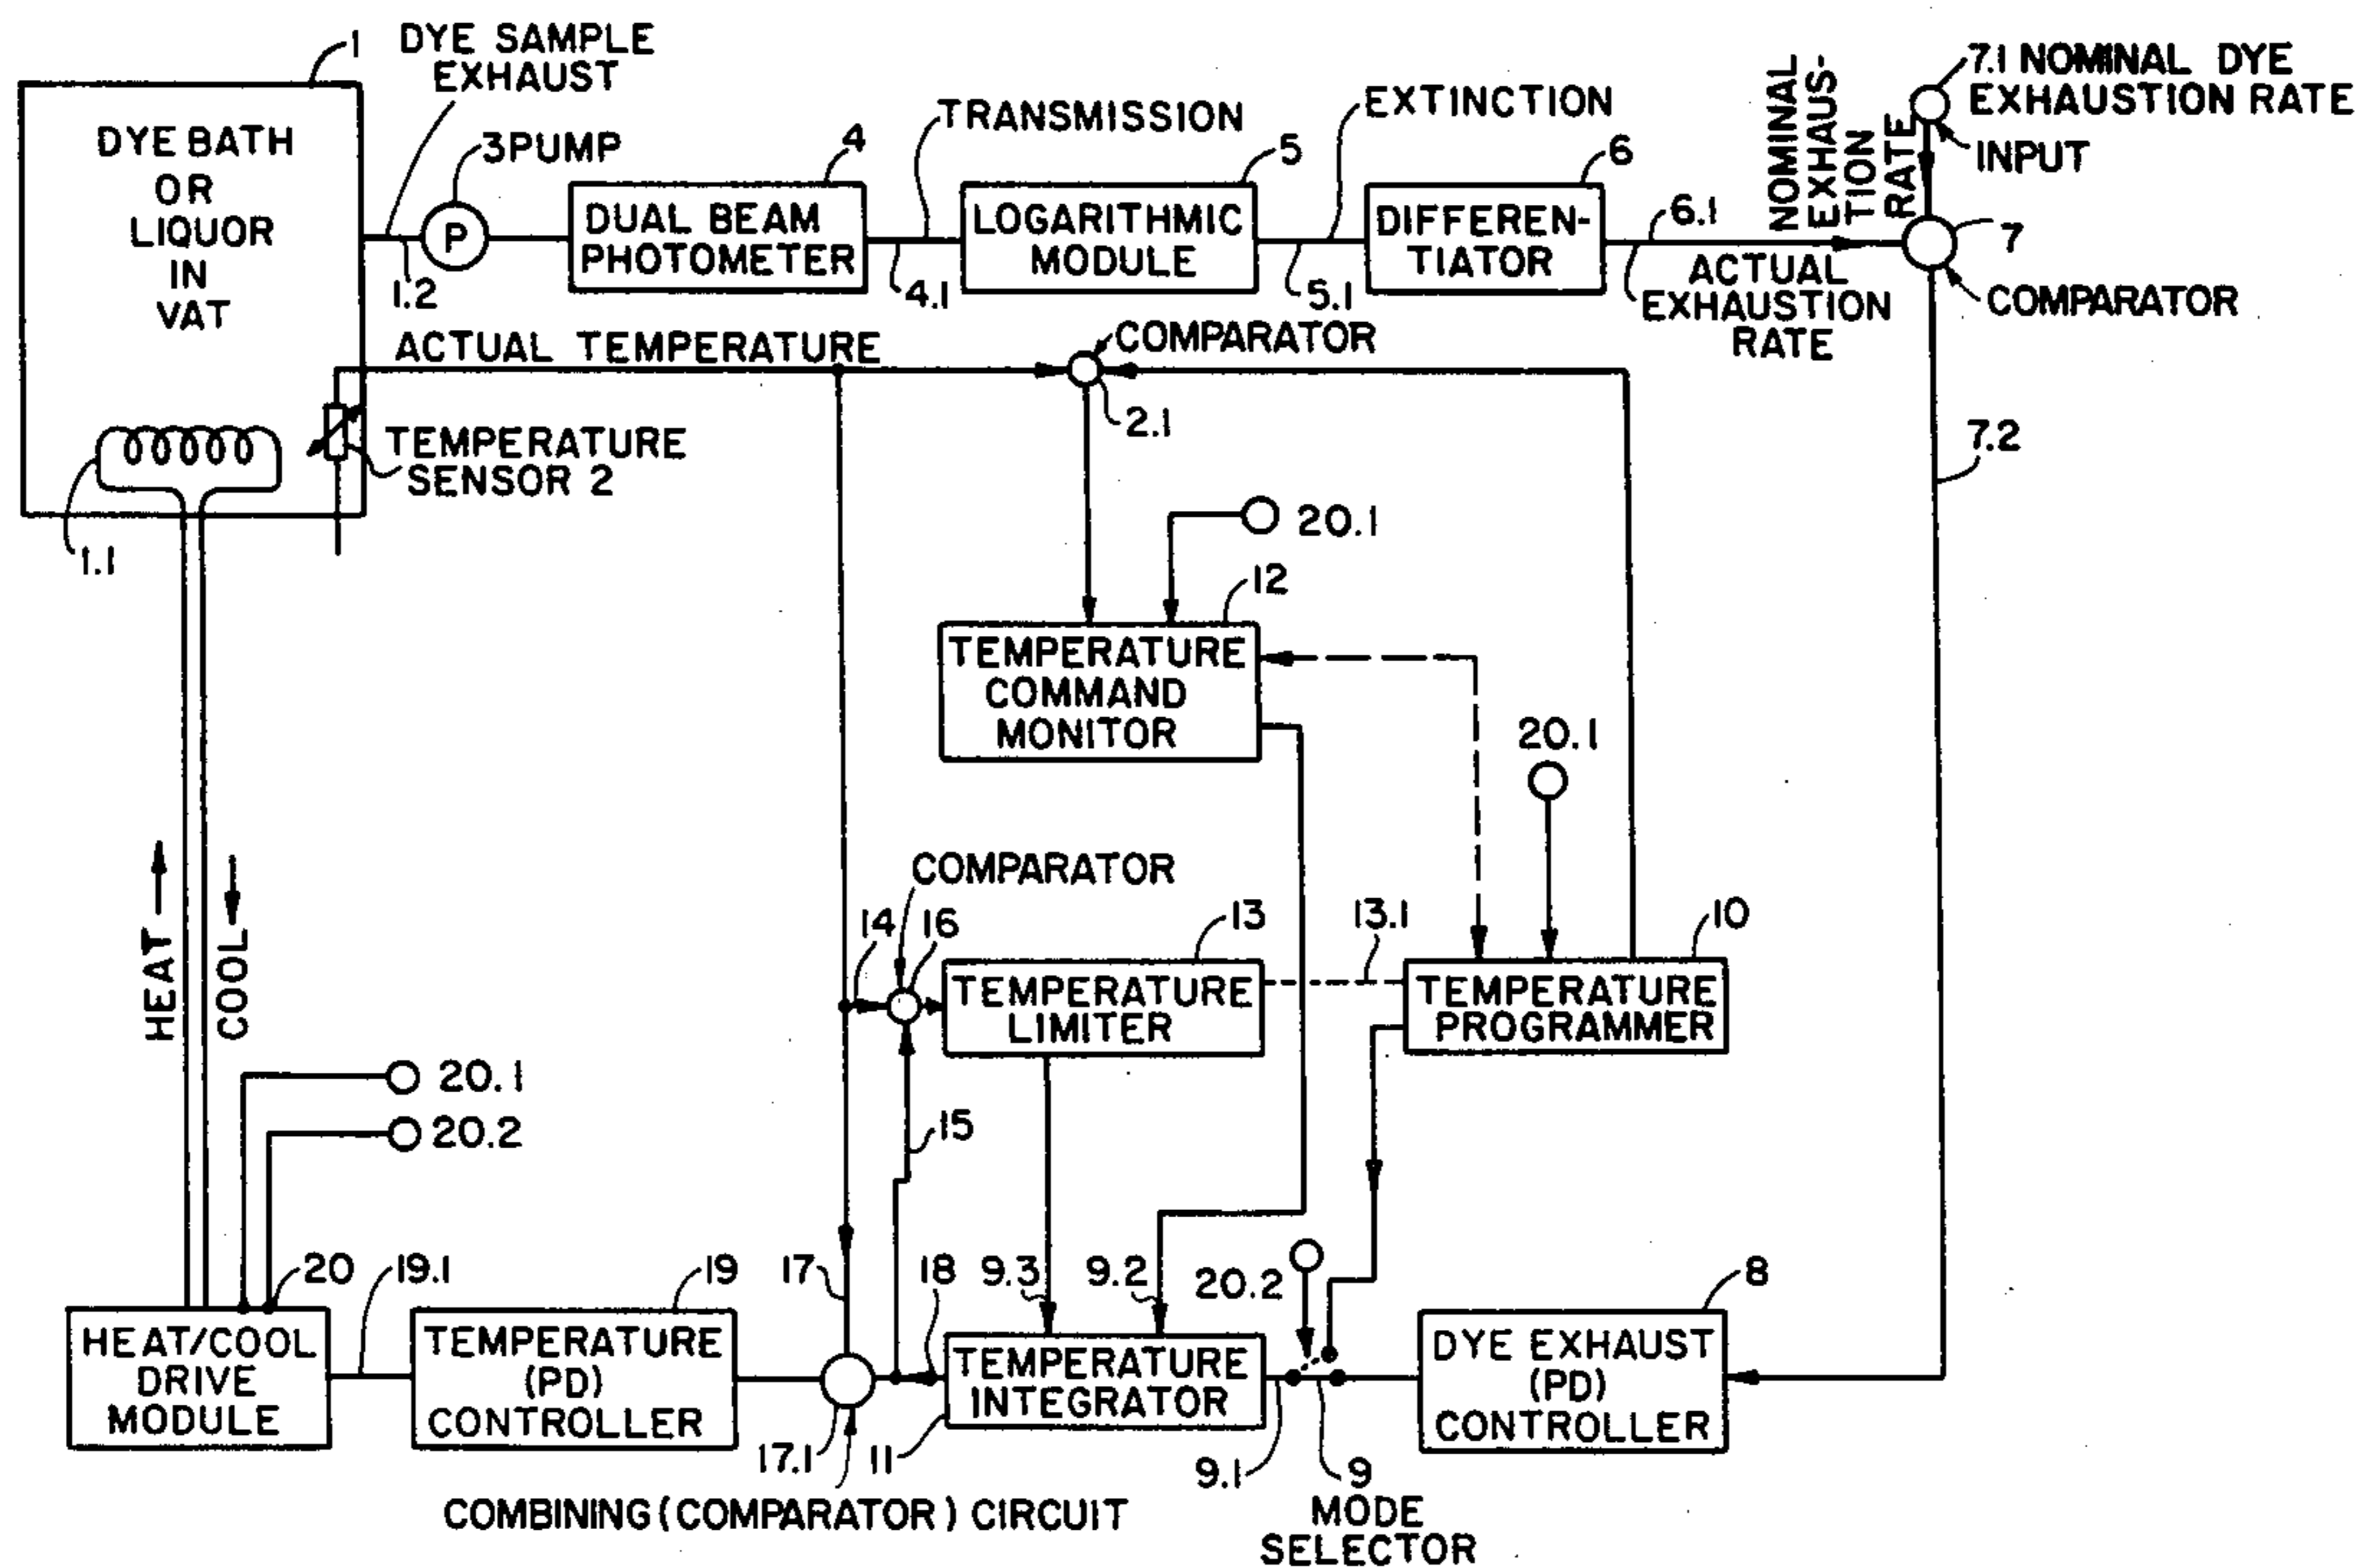 1
DYE SAMPLE
EXHAUST
DYE BATH
OR
LIQUOR
IN
VAT
3 PUMP
P
1.2
4
DUAL BEAM
PHOTOMETER
TRANSMISSION
4.1
5
LOGARITHMIC
MODULE
EXTINCTION
5.1
6
DIFFEREN-
TIATOR
6.1
ACTUAL
EXHAUSTION
RATE
NOMINAL
EXHAUS-
TION
RATE
7.1 NOMINAL DYE
EXHAUSTION RATE
INPUT
7
COMPARATOR
7.2
ACTUAL TEMPERATURE
COMPARATOR
2.1
TEMPERATURE
SENSOR 2
1.1
20.1
12
TEMPERATURE
COMMAND
MONITOR
20.1
COMPARATOR
14
16
13
TEMPERATURE
LIMITER
13.1
10
TEMPERATURE
PROGRAMMER
HEAT
COOL
20.1
20.2
15
20
19.1
19
17
18
9.3
9.2
20.2
8
HEAT/COOL
DRIVE
MODULE
TEMPERATURE
(PD)
CONTROLLER
TEMPERATURE
INTEGRATOR
DYE EXHAUST
(PD)
CONTROLLER
17.1
11
9.1
9
COMBINING (COMPARATOR) CIRCUIT
MODE
SELECTOR